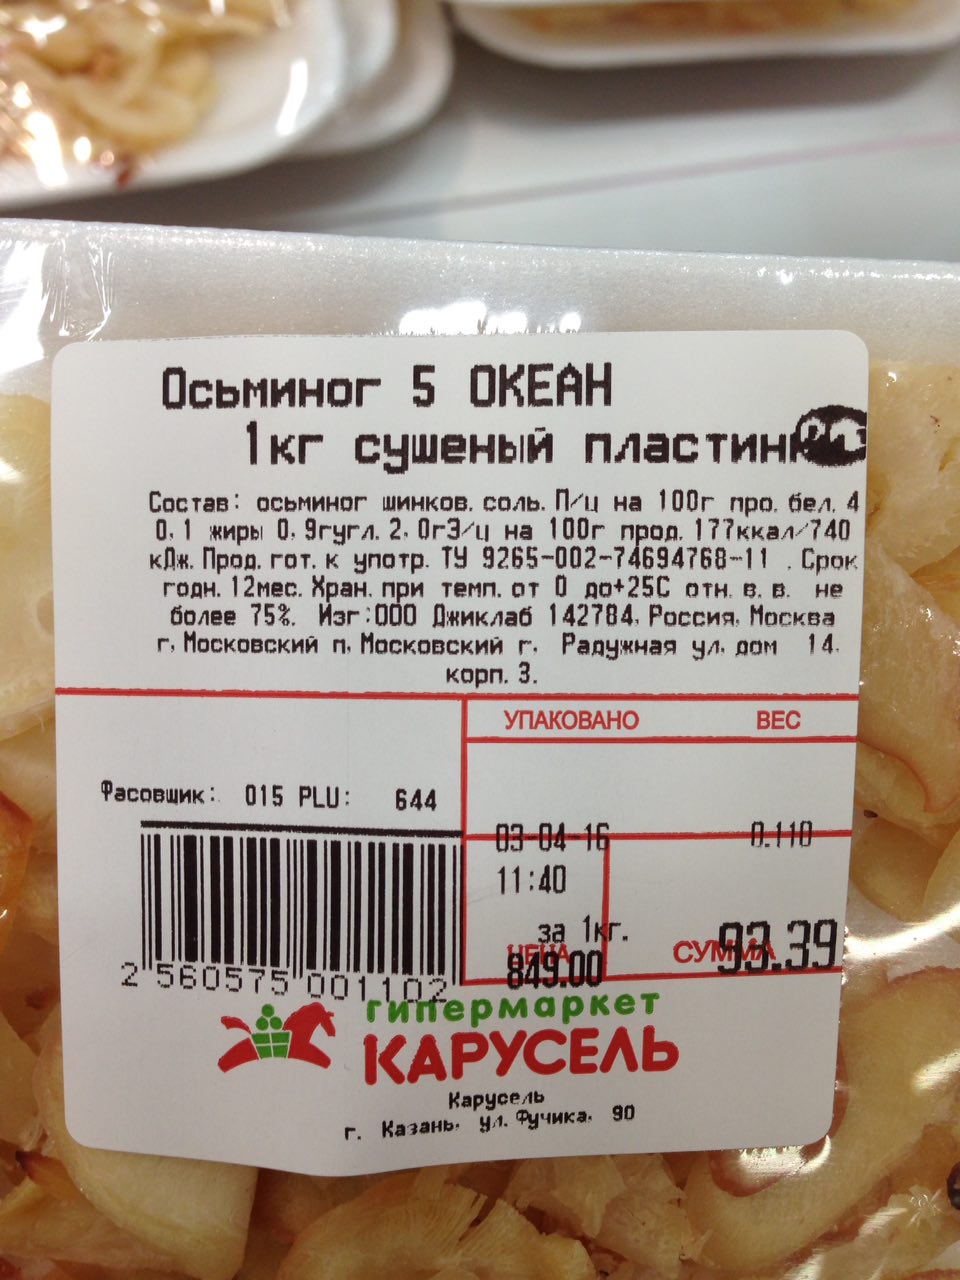 Осьминог 5 ОКЕАН
1кг сушеный пластинк
Состав: осьминог шинков. соль. П/ц на 100г про. бел. 4
0,1 жиры 0,9гугл. 2,0гЭ/ц на 100г прод. 177ккал/740
кДж. Прод. гот. к употр. ТУ 9265-002-74694768-11 . Срок
годн. 12мес. Хран. при темп. от 0 до+25С отн. в. в. не
более 75%. Изг:ООО Джиклаб 142784, Россия, Москва
г, Московский п, Московский г, Радужная ул, дом 14,
корп. 3.
УПАКОВАНО ВЕС
Фасовщик: 015 PLU: 644
03-04-16 0.110
11:40
за 1кг.
ЦЕНА СУММА
849.00 93.39
2 560575 001102
гипермаркет
КАРУСЕЛЬ
Карусель
г. Казань, ул. Фучика, 90